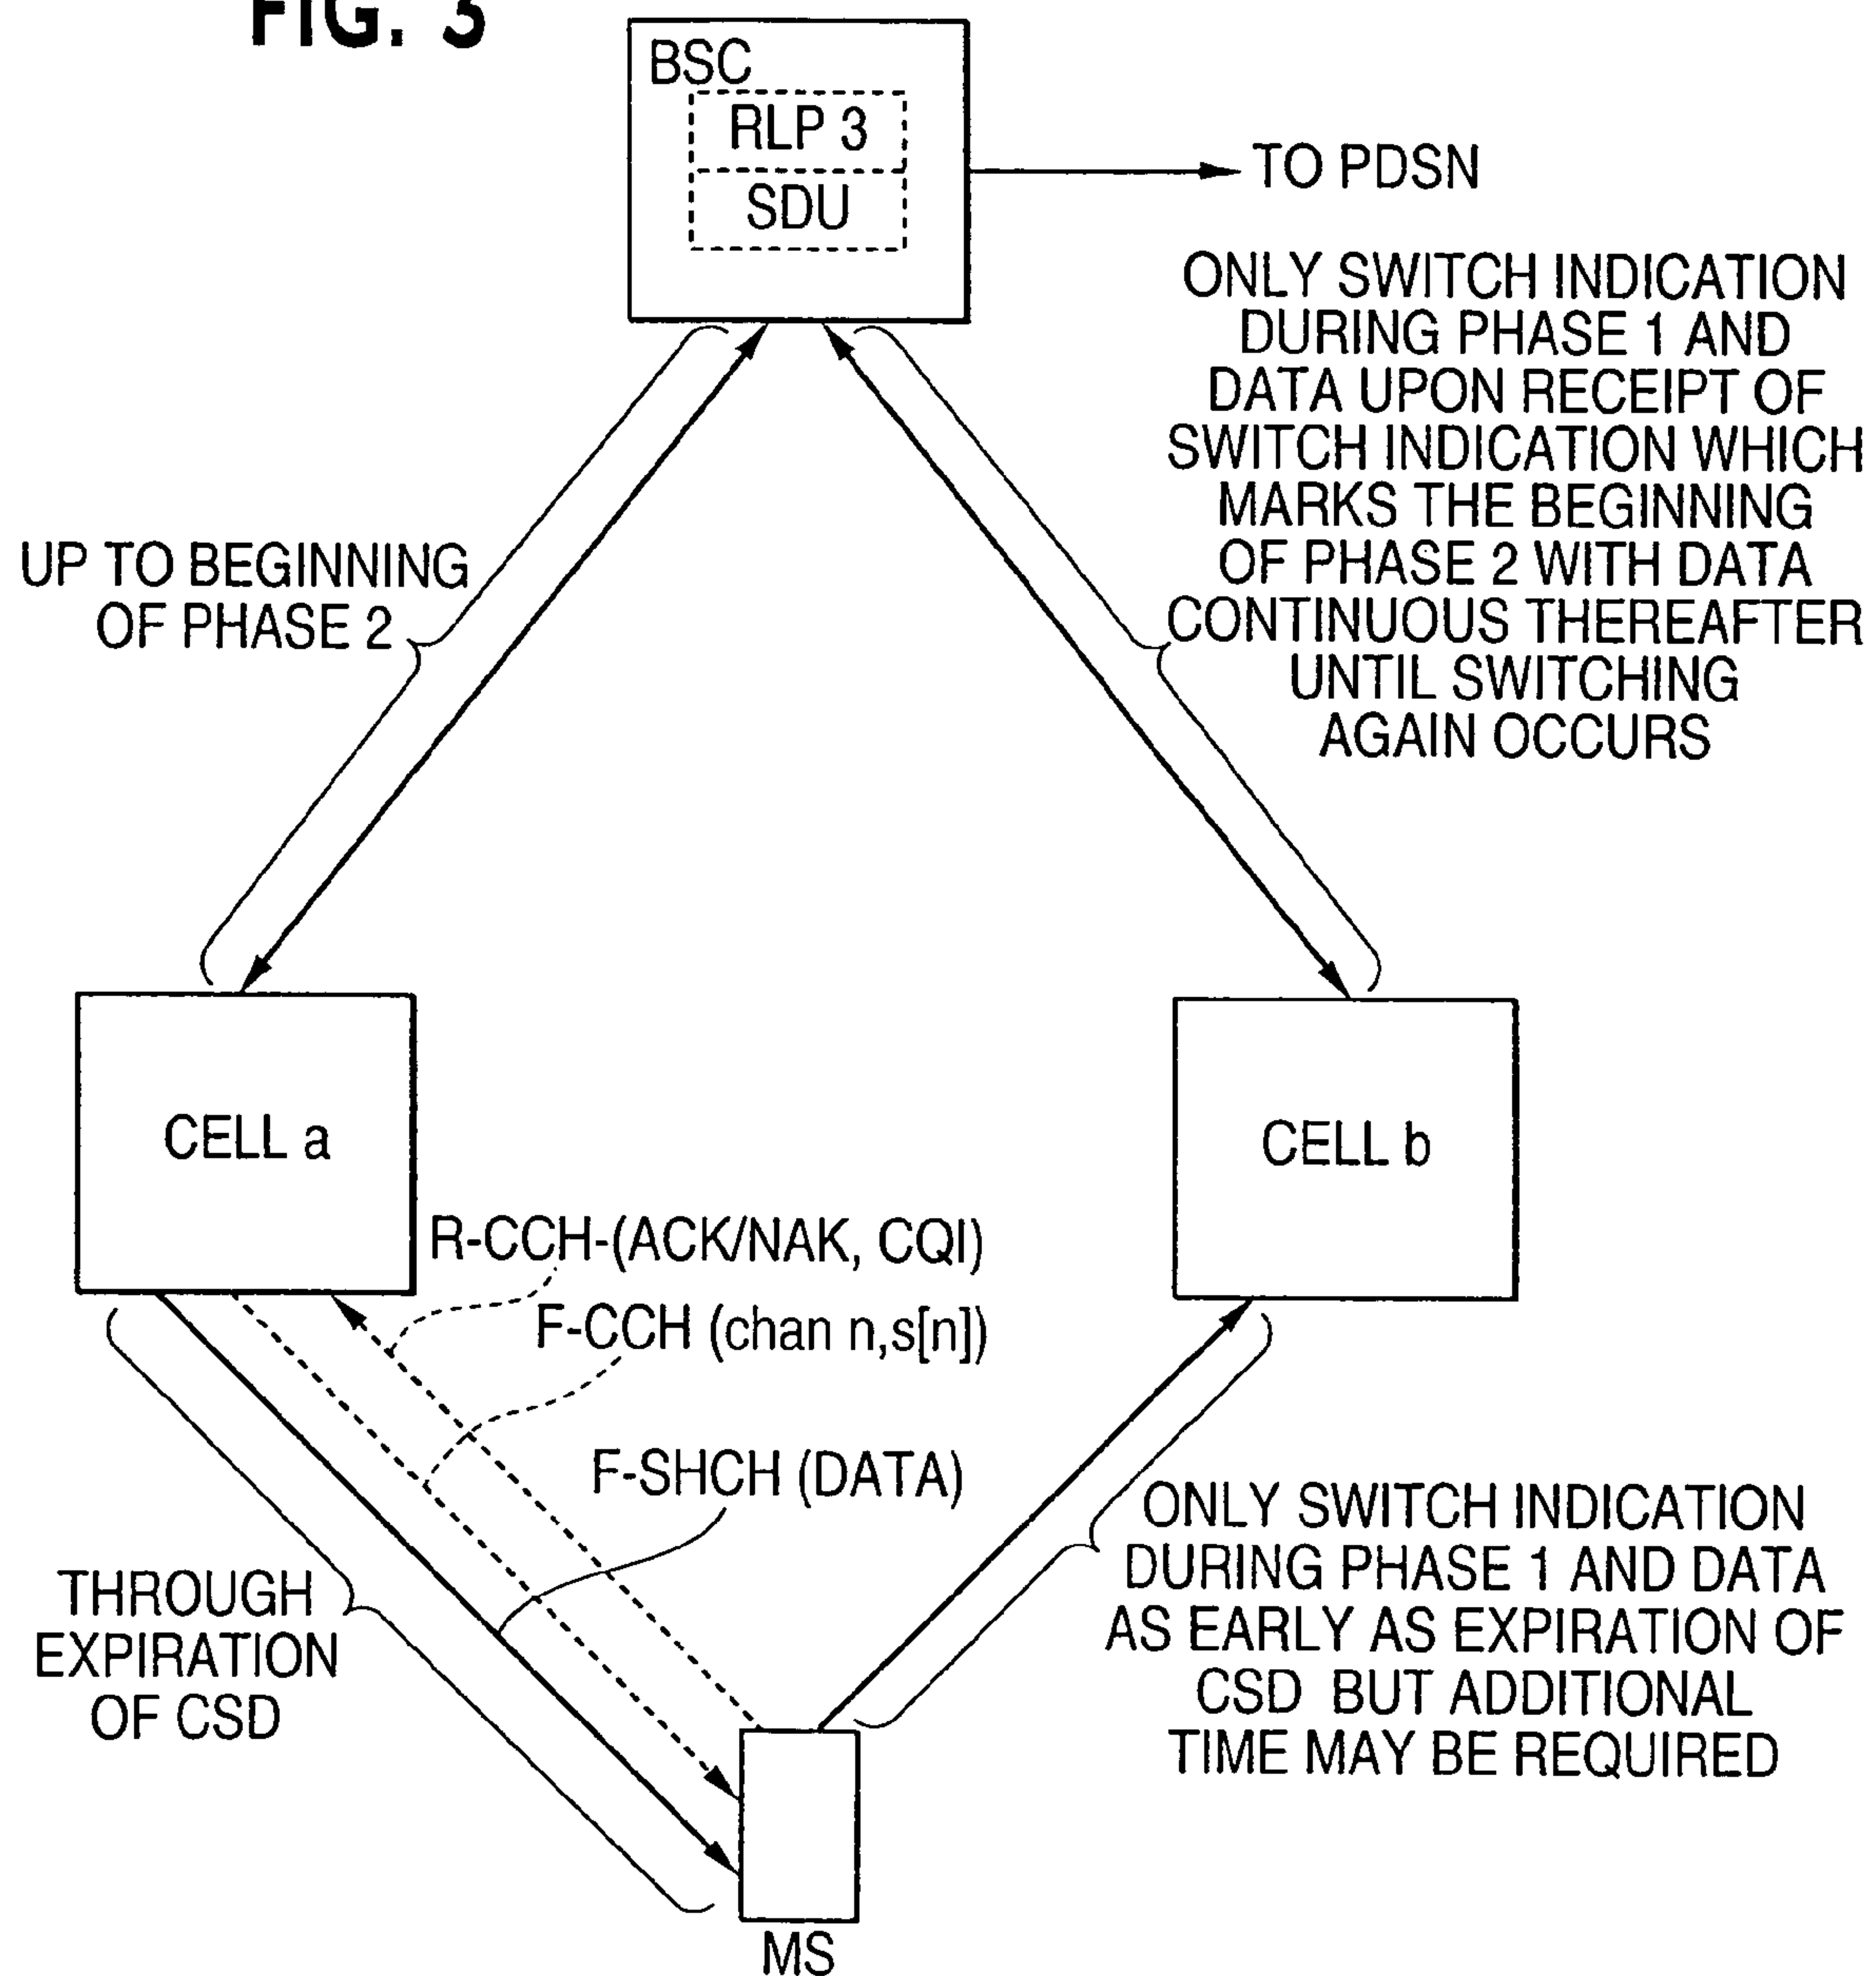 FIG. 3
BSC
RLP 3
SDU
TO PDSN
ONLY SWITCH INDICATION
DURING PHASE 1 AND
DATA UPON RECEIPT OF
SWITCH INDICATION WHICH
MARKS THE BEGINNING
OF PHASE 2 WITH DATA
CONTINUOUS THEREAFTER
UNTIL SWITCHING
AGAIN OCCURS
UP TO BEGINNING
OF PHASE 2
CELL a
CELL b
R-CCH-(ACK/NAK, CQI)
F-CCH (chan n,s[n])
F-SHCH (DATA)
THROUGH
EXPIRATION
OF CSD
ONLY SWITCH INDICATION
DURING PHASE 1 AND DATA
AS EARLY AS EXPIRATION OF
CSD BUT ADDITIONAL
TIME MAY BE REQUIRED
MS